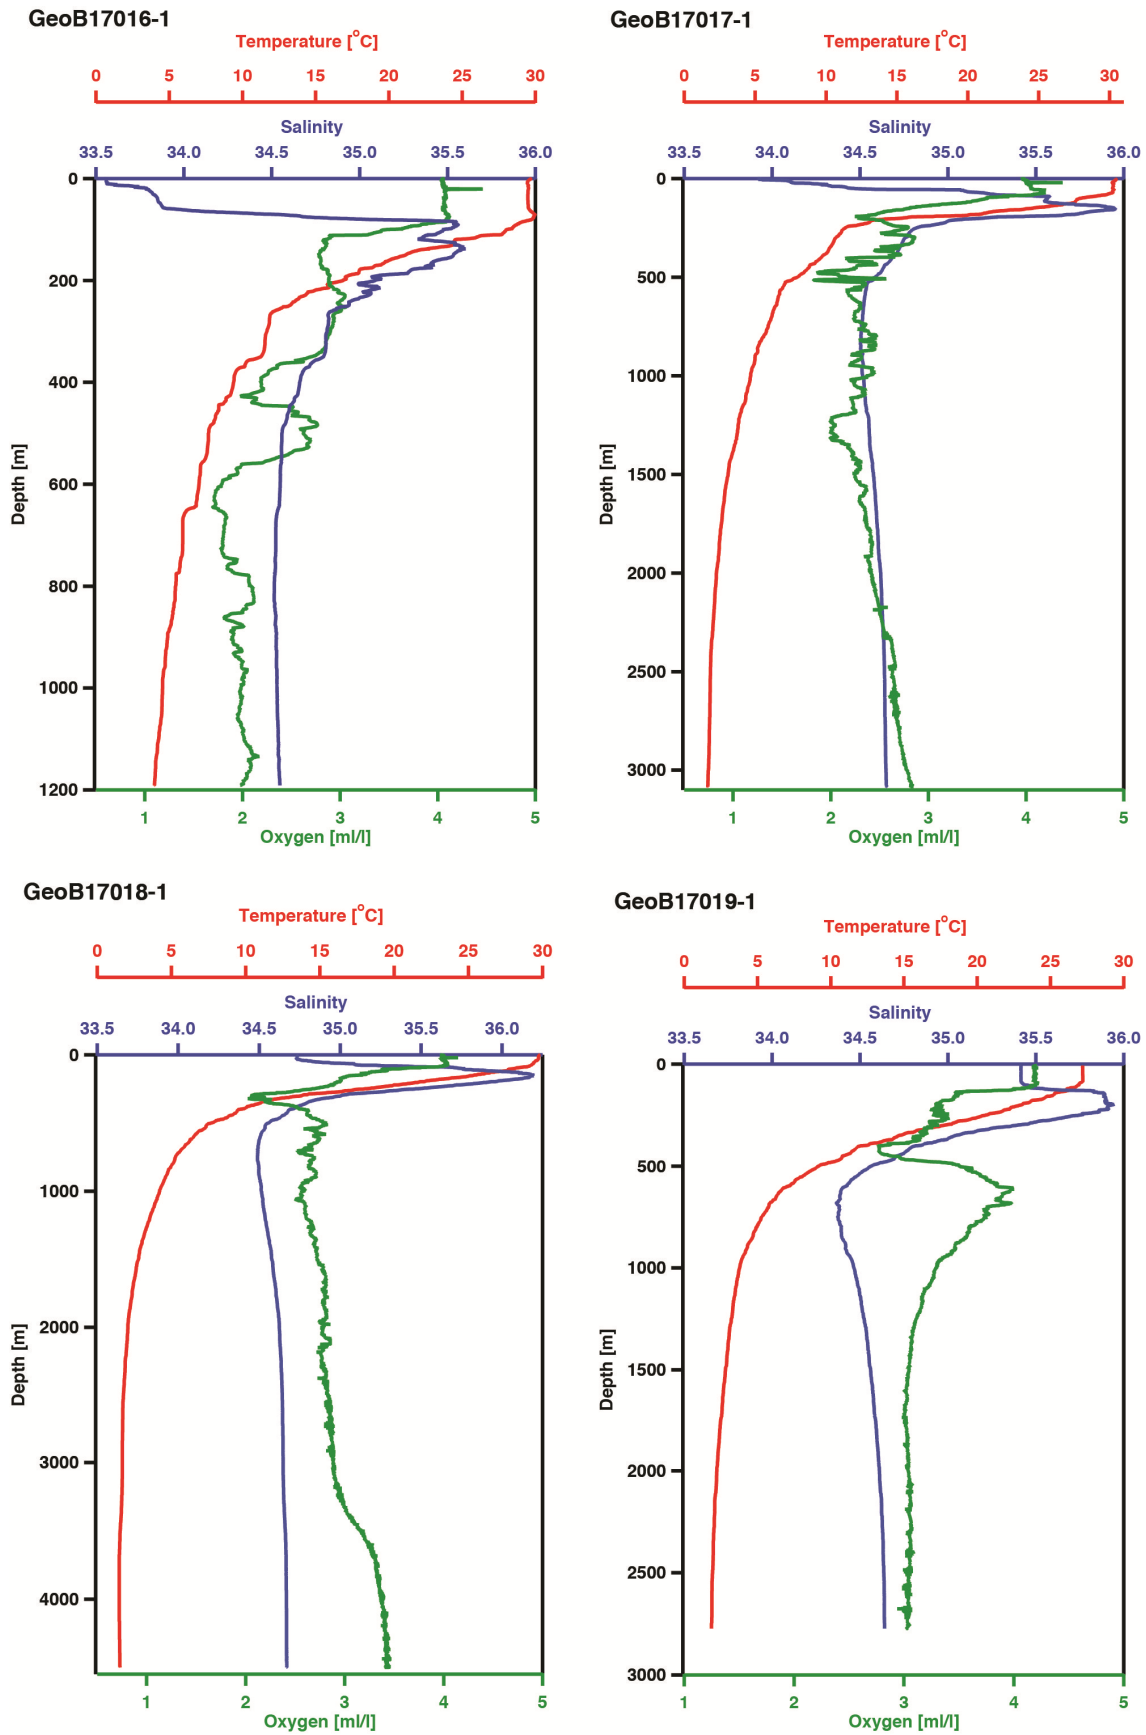 GeoB17016-1
Temperature [°C]
0 5 10 15 20 25 30
Salinity
33.5 34.0 34.5 35.0 35.5 36.0
0
200
400
600
800
1000
1200
Depth [m]
1 2 3 4 5
Oxygen [ml/l]
GeoB17017-1
Temperature [°C]
0 5 10 15 20 25 30
Salinity
33.5 34.0 34.5 35.0 35.5 36.0
0
500
1000
1500
2000
2500
3000
Depth [m]
1 2 3 4 5
Oxygen [ml/l]
GeoB17018-1
Temperature [°C]
0 5 10 15 20 25 30
Salinity
33.5 34.0 34.5 35.0 35.5 36.0
0
1000
2000
3000
4000
Depth [m]
1 2 3 4 5
Oxygen [ml/l]
GeoB17019-1
Temperature [°C]
0 5 10 15 20 25 30
Salinity
33.5 34.0 34.5 35.0 35.5 36.0
0
500
1000
1500
2000
2500
3000
Depth [m]
1 2 3 4 5
Oxygen [ml/l]